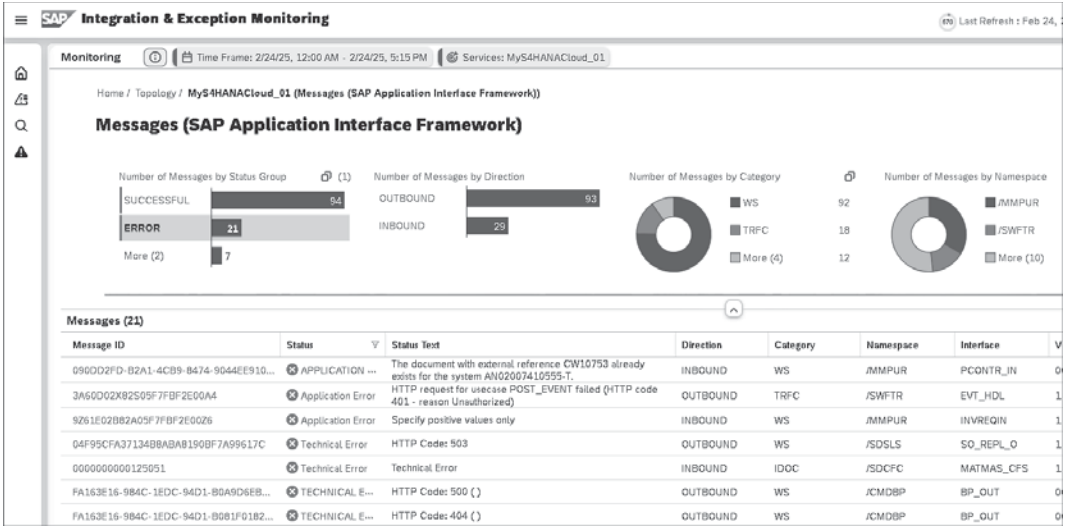 SAP Integration & Exception Monitoring
Last Refresh : Feb 24,
Monitoring Time Frame: 2/24/25, 12:00 AM - 2/24/25, 5:15 PM Services: MyS4HANACloud_01
Home / Topology / MyS4HANACloud_01 (Messages (SAP Application Interface Framework))
Messages (SAP Application Interface Framework)
Number of Messages by Status Group (1) Number of Messages by Direction Number of Messages by Category Number of Messages by Namespace
SUCCESSFUL 94 OUTBOUND 93 WS 92 /MMPUR
ERROR 21 INBOUND 29 TRFC 18 /SWFTR
More (2) 7 More (4) 12 More (10)
Messages (21)
Message ID Status Status Text Direction Category Namespace Interface V
The document with external reference CW10753 already
090DD2FD-B2A1-4CB9-8474-9044EE910... APPLICATION ... INBOUND WS /MMPUR PCONTR_IN
exists for the system AN02007410555-T.
HTTP request for usecase POST_EVENT failed (HTTP code
3A60D02X82S05F7FBF2E00A4 Application Error OUTBOUND TRFC /SWFTR EVT_HDL 1
401 - reason Unauthorized)
9Z61E02B82A05F7FBF2E00Z6 Application Error Specify positive values only INBOUND WS /MMPUR INVREQIN 1
04F95CFA37134B8ABA8190BF7A99617C Technical Error HTTP Code: 503 OUTBOUND WS /SDSLS SO_REPL_O 1
0000000000125051 Technical Error Technical Error INBOUND IDOC /SDCFC MATMAS_CFS 1
FA163E16-984C-1EDC-94D1-B0A9D6EB... TECHNICAL E... HTTP Code: 500 () OUTBOUND WS /CMDBP BP_OUT
FA163E16-984C-1EDC-94D1-B081F01B2... TECHNICAL E... HTTP Code: 404 () OUTBOUND WS /CMDBP BP_OUT